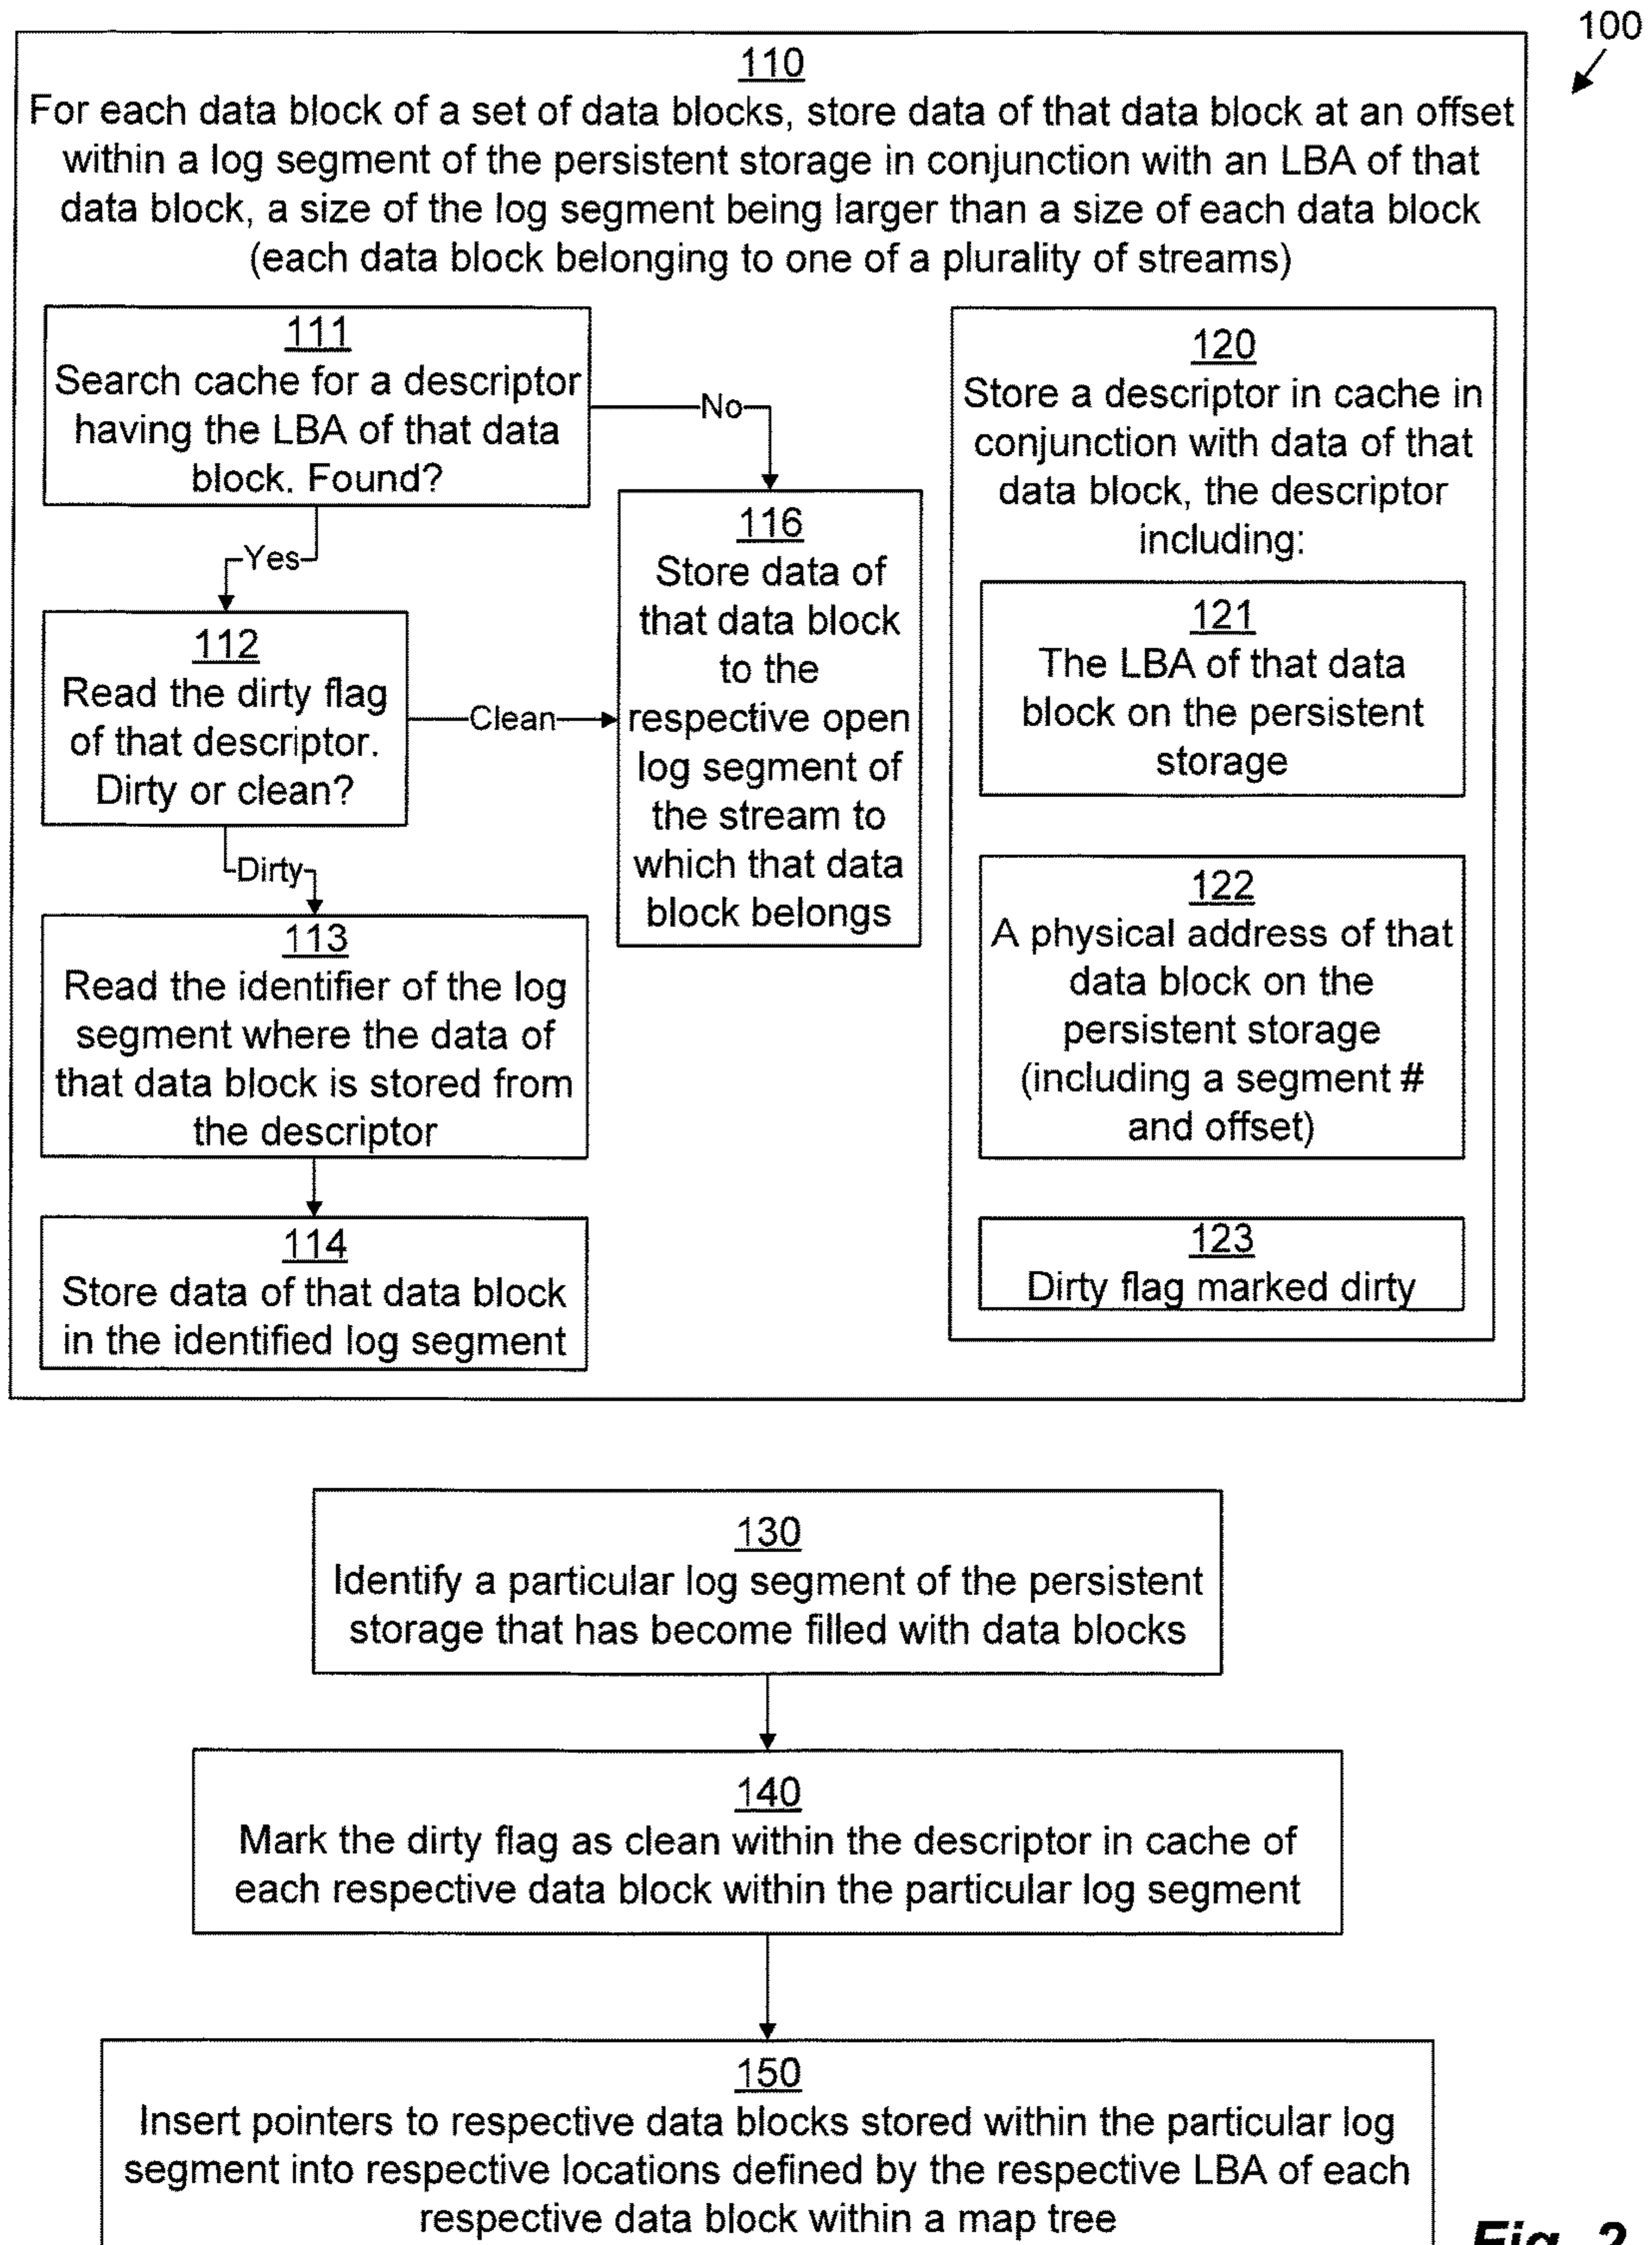 100
110
For each data block of a set of data blocks, store data of that data block at an offset
within a log segment of the persistent storage in conjunction with an LBA of that
data block, a size of the log segment being larger than a size of each data block
(each data block belonging to one of a plurality of streams)
111
Search cache for a descriptor
having the LBA of that data
block. Found?
No
Yes
112
Read the dirty flag
of that descriptor.
Dirty or clean?
Clean
Dirty
113
Read the identifier of the log
segment where the data of
that data block is stored from
the descriptor
114
Store data of that data block
in the identified log segment
116
Store data of
that data block
to the
respective open
log segment of
the stream to
which that data
block belongs
120
Store a descriptor in cache in
conjunction with data of that
data block, the descriptor
including:
121
The LBA of that data
block on the persistent
storage
122
A physical address of that
data block on the
persistent storage
(including a segment #
and offset)
123
Dirty flag marked dirty
130
Identify a particular log segment of the persistent
storage that has become filled with data blocks
140
Mark the dirty flag as clean within the descriptor in cache of
each respective data block within the particular log segment
150
Insert pointers to respective data blocks stored within the particular log
segment into respective locations defined by the respective LBA of each
respective data block within a map tree
Fig. 2